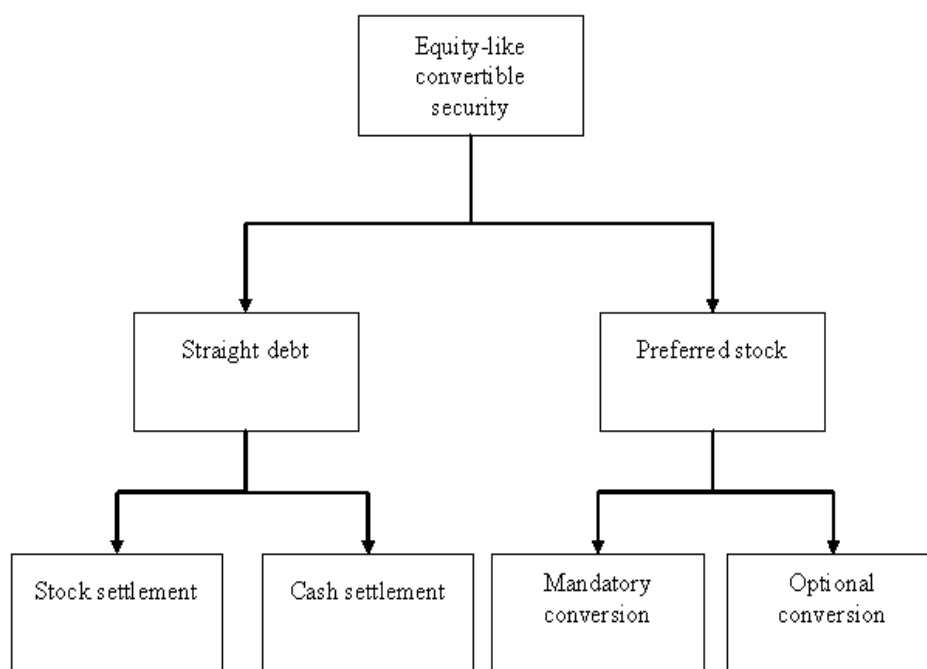 Equity-like
convertible
security
Straight debt
Preferred stock
Stock settlement
Cash settlement
Mandatory
conversion
Optional
conversion